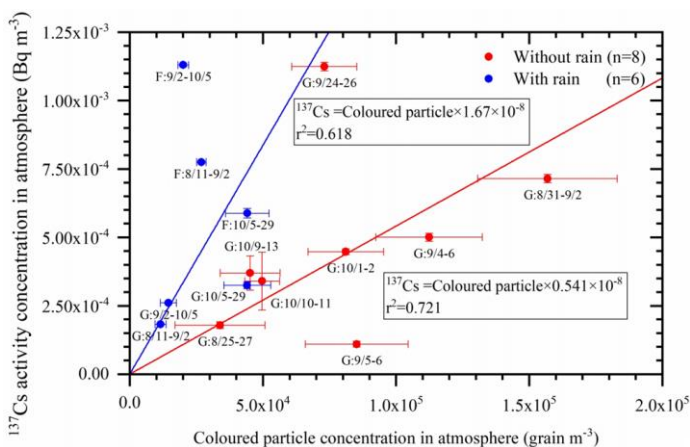 ¹³⁷Cs activity concentration in atmosphere (Bq m⁻³)
1.25x10⁻³
1.00x10⁻³
7.50x10⁻⁴
5.00x10⁻⁴
2.50x10⁻⁴
0.00
Without rain (n=8)
With rain (n=6)
F:9/2-10/5
G:9/24-26
¹³⁷Cs =Coloured particle×1.67×10⁻⁸
r²=0.618
F:8/11-9/2
G:8/31-9/2
F:10/5-29
G:10/9-13
G:10/1-2
G:9/4-6
G:10/5-29
G:10/10-11
¹³⁷Cs =Coloured particle×0.541×10⁻⁸
r²=0.721
G:9/2-10/5
G:8/11-9/2
G:8/25-27
G:9/5-6
0.0
5.0x10⁴
1.0x10⁵
1.5x10⁵
2.0x10⁵
Coloured particle concentration in atmosphere (grain m⁻³)